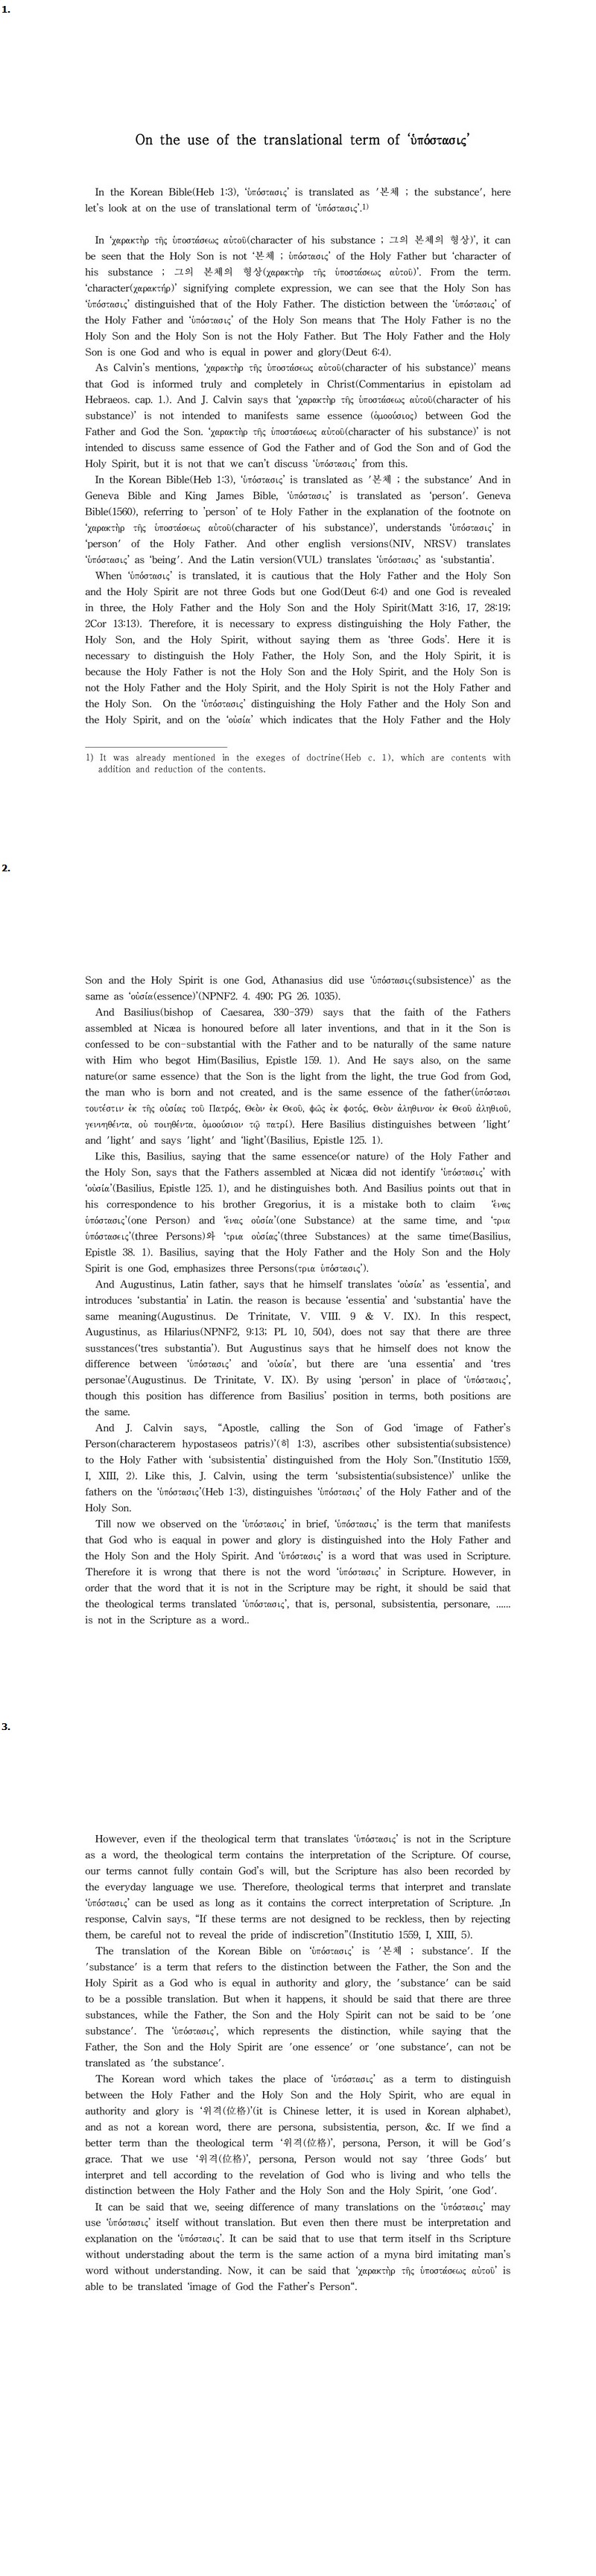 1.
On the use of the translational term of ‘ὑπόστασις’
In the Korean Bible(Heb 1:3), ‘ὑπόστασις’ is translated as '본체 ; the substance', here
let's look at on the use of translational term of ‘ὑπόστασις’.1)
In ‘χαρακτὴρ τῆς ὑποστάσεως αὐτοῦ(character of his substance ; 그의 본체의 형상)’, it can
be seen that the Holy Son is not ‘본체 ; ὑπόστασις’ of the Holy Father but ‘character of
his substance ; 그의 본체의 형상(χαρακτὴρ τῆς ὑποστάσεως αὐτοῦ)’. From the term.
‘character(χαρακτήρ)’ signifying complete expression, we can see that the Holy Son has
‘ὑπόστασις’ distinguished that of the Holy Father. The distiction between the ‘ὑπόστασις’ of
the Holy Father and ‘ὑπόστασις’ of the Holy Son means that The Holy Father is no the
Holy Son and the Holy Son is not the Holy Father. But The Holy Father and the Holy
Son is one God and who is equal in power and glory(Deut 6:4).
As Calvin's mentions, ‘χαρακτὴρ τῆς ὑποστάσεως αὐτοῦ(character of his substance)’ means
that God is informed truly and completely in Christ(Commentarius in epistolam ad
Hebraeos. cap. 1.). And J. Calvin says that ‘χαρακτὴρ τῆς ὑποστάσεως αὐτοῦ(character of his
substance)’ is not intended to manifests same essence (ὁμοούσιος) between God the
Father and God the Son. ‘χαρακτὴρ τῆς ὑποστάσεως αὐτοῦ(character of his substance)’ is not
intended to discuss same essence of God the Father and of God the Son and of God the
Holy Spirit, but it is not that we can't discuss ‘ὑπόστασις’ from this.
In the Korean Bible(Heb 1:3), ‘ὑπόστασις’ is translated as '본체 ; the substance' And in
Geneva Bible and King James Bible, ‘ὑπόστασις’ is translated as ‘person’. Geneva
Bible(1560), referring to 'person' of te Holy Father in the explanation of the footnote on
‘χαρακτὴρ τῆς ὑποστάσεως αὐτοῦ(character of his substance)’, understands ‘ὑπόστασις’ in
‘person’ of the Holy Father. And other english versions(NIV, NRSV) translates
‘ὑπόστασις’ as ‘being’. And the Latin version(VUL) translates ‘ὑπόστασις’ as ‘substantia’.
When ‘ὑπόστασις’ is translated, it is cautious that the Holy Father and the Holy Son
and the Holy Spirit are not three Gods but one God(Deut 6:4) and one God is revealed
in three, the Holy Father and the Holy Son and the Holy Spirit(Matt 3:16, 17, 28:19;
2Cor 13:13). Therefore, it is necessary to express distinguishing the Holy Father, the
Holy Son, and the Holy Spirit, without saying them as ‘three Gods’. Here it is
necessary to distinguish the Holy Father, the Holy Son, and the Holy Spirit, it is
because the Holy Father is not the Holy Son and the Holy Spirit, and the Holy Son is
not the Holy Father and the Holy Spirit, and the Holy Spirit is not the Holy Father and
the Holy Son. On the ‘ὑπόστασις’ distinguishing the Holy Father and the Holy Son and
the Holy Spirit, and on the ‘οὐσία’ which indicates that the Holy Father and the Holy
1) It was already mentioned in the exeges of doctrine(Heb c. 1), which are contents with
addition and reduction of the contents.
2.
Son and the Holy Spirit is one God, Athanasius did use ‘ὑπόστασις(subsistence)’ as the
same as ‘οὐσία(essence)’(NPNF2. 4. 490; PG 26. 1035).
And Basilius(bishop of Caesarea, 330-379) says that the faith of the Fathers
assembled at Nicæa is honoured before all later inventions, and that in it the Son is
confessed to be con-substantial with the Father and to be naturally of the same nature
with Him who begot Him(Basilius, Epistle 159. 1). And He says also, on the same
nature(or same essence) that the Son is the light from the light, the true God from God,
the man who is born and not created, and is the same essence of the father(ὑπόστασι
τουτέστιν ἐκ τῆς οὐσίας τοῦ Πατρός, Θεὸν ἐκ Θεοῦ, φῶς ἐκ φοτός, Θεὸν ἀληθινον ἐκ Θεοῦ ἀληθιοῦ,
γεννηθέντα, οὐ ποιηθέντα, ὁμοούσιον τῷ πατρί). Here Basilius distinguishes between 'light'
and 'light' and says 'light' and ‘light’(Basilius, Epistle 125. 1).
Like this, Basilius, saying that the same essence(or nature) of the Holy Father and
the Holy Son, says that the Fathers assembled at Nicæa did not identify ‘ὑπόστασις’ with
‘οὐσία’(Basilius, Epistle 125. 1), and he distinguishes both. And Basilius points out that in
his correspondence to his brother Gregorius, it is a mistake both to claim ‘ἑνας
ὑπόστασις’(one Person) and ‘ἑνας οὐσία’(one Substance) at the same time, and ‘τρια
ὑπόστασεις’(three Persons)와 ‘τρια οὐσίας’(three Substances) at the same time(Basilius,
Epistle 38. 1). Basilius, saying that the Holy Father and the Holy Son and the Holy
Spirit is one God, emphasizes three Persons(τρια ὑπόστασις’).
And Augustinus, Latin father, says that he himself translates ‘οὐσία’ as ‘essentia’, and
introduces ‘substantia’ in Latin. the reason is because ‘essentia’ and ‘substantia’ have the
same meaning(Augustinus. De Trinitate, V. VIII. 9 & V. IX). In this respect,
Augustinus, as Hilarius(NPNF2, 9:13; PL 10, 504), does not say that there are three
susstances(‘tres substantia’). But Augustinus says that he himself does not know the
difference between ‘ὑπόστασις’ and ‘οὐσία’, but there are ‘una essentia’ and ‘tres
personae’(Augustinus. De Trinitate, V. IX). By using ‘person’ in place of ‘ὑπόστασις’,
though this position has difference from Basilius’ position in terms, both positions are
the same.
And J. Calvin says, “Apostle, calling the Son of God ‘image of Father's
Person(characterem hypostaseos patris)’(히 1:3), ascribes other subsistentia(subsistence)
to the Holy Father with ‘subsistentia’ distinguished from the Holy Son.”(Institutio 1559,
I, XIII, 2). Like this, J. Calvin, using the term ‘subsistentia(subsistence)’ unlike the
fathers on the ‘ὑπόστασις’(Heb 1:3), distinguishes ‘ὑπόστασις’ of the Holy Father and of the
Holy Son.
Till now we observed on the ‘ὑπόστασις’ in brief, ‘ὑπόστασις’ is the term that manifests
that God who is eaqual in power and glory is distinguished into the Holy Father and
the Holy Son and the Holy Spirit. And ‘ὑπόστασις’ is a word that was used in Scripture.
Therefore it is wrong that there is not the word ‘ὑπόστασις’ in Scripture. However, in
order that the word that it is not in the Scripture may be right, it should be said that
the theological terms translated ‘ὑπόστασις’, that is, personal, subsistentia, personare, ......
is not in the Scripture as a word..
3.
However, even if the theological term that translates ‘ὑπόστασις’ is not in the Scripture
as a word, the theological term contains the interpretation of the Scripture. Of course,
our terms cannot fully contain God's will, but the Scripture has also been recorded by
the everyday language we use. Therefore, theological terms that interpret and translate
‘ὑπόστασις’ can be used as long as it contains the correct interpretation of Scripture. ,In
response, Calvin says, “If these terms are not designed to be reckless, then by rejecting
them, be careful not to reveal the pride of indiscretion”(Institutio 1559, I, XIII, 5).
The translation of the Korean Bible on ‘ὑπόστασις’ is '본체 ; substance'. If the
'substance' is a term that refers to the distinction between the Father, the Son and the
Holy Spirit as a God who is equal in authority and glory, the 'substance' can be said
to be a possible translation. But when it happens, it should be said that there are three
substances, while the Father, the Son and the Holy Spirit can not be said to be 'one
substance'. The ‘ὑπόστασις’, which represents the distinction, while saying that the
Father, the Son and the Holy Spirit are 'one essence' or 'one substance', can not be
translated as 'the substance'.
The Korean word which takes the place of ‘ὑπόστασις’ as a term to distinguish
between the Holy Father and the Holy Son and the Holy Spirit, who are equal in
authority and glory is ‘위격(位格)’(it is Chinese letter, it is used in Korean alphabet),
and as not a korean word, there are persona, subsistentia, person, &c. If we find a
better term than the theological term ‘위격(位格)’, persona, Person, it will be God's
grace. That we use ‘위격(位格)’, persona, Person would not say 'three Gods' but
interpret and tell according to the revelation of God who is living and who tells the
distinction between the Holy Father and the Holy Son and the Holy Spirit, 'one God'.
It can be said that we, seeing difference of many translations on the ‘ὑπόστασις’ may
use ‘ὑπόστασις’ itself without translation. But even then there must be interpretation and
explanation on the ‘ὑπόστασις’. It can be said that to use that term itself in ths Scripture
without understading about the term is the same action of a myna bird imitating man's
word without understanding. Now, it can be said that ‘χαρακτὴρ τῆς ὑποστάσεως αὐτοῦ’ is
able to be translated ‘image of God the Father's Person”.